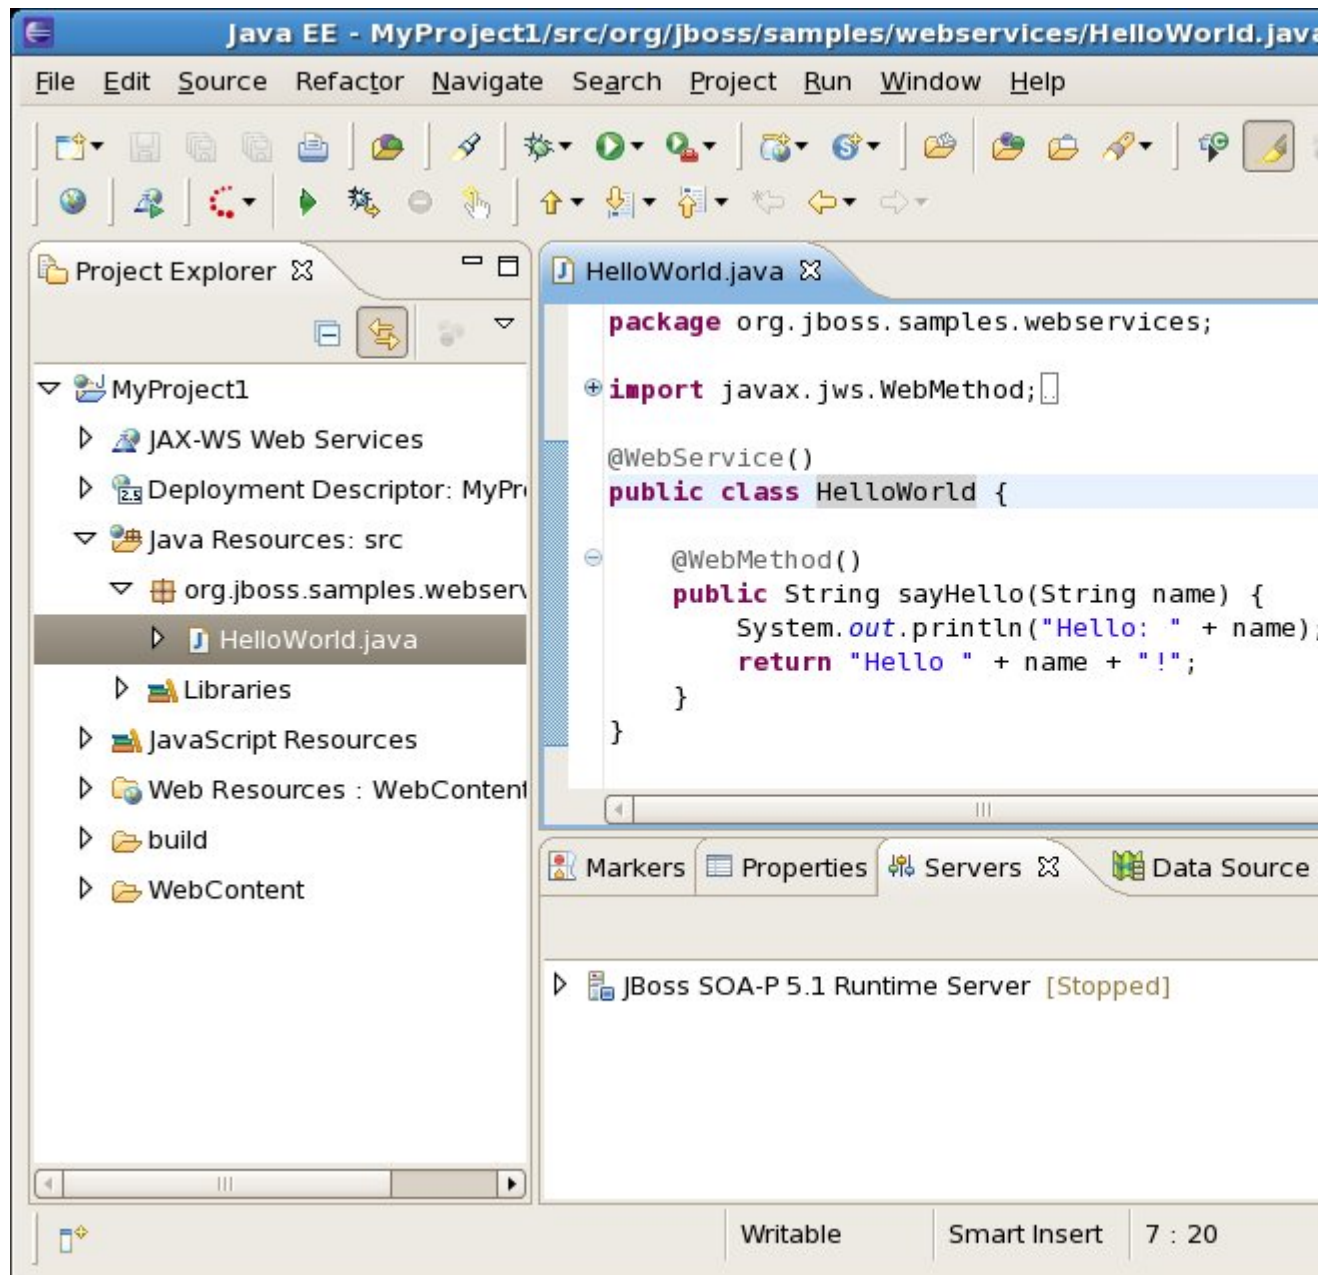 Java EE - MyProject1/src/org/jboss/samples/webservices/HelloWorld.java
File Edit Source Refactor Navigate Search Project Run Window Help
Project Explorer
MyProject1
JAX-WS Web Services
Deployment Descriptor: MyPr
Java Resources: src
org.jboss.samples.webserv
HelloWorld.java
Libraries
JavaScript Resources
Web Resources : WebContent
build
WebContent
HelloWorld.java
package org.jboss.samples.webservices;
import javax.jws.WebMethod;
@WebService()
public class HelloWorld {
@WebMethod()
public String sayHello(String name) {
System.out.println("Hello: " + name);
return "Hello " + name + "!";
}
}
Markers Properties Servers Data Source
JBoss SOA-P 5.1 Runtime Server [Stopped]
Writable Smart Insert 7 : 20